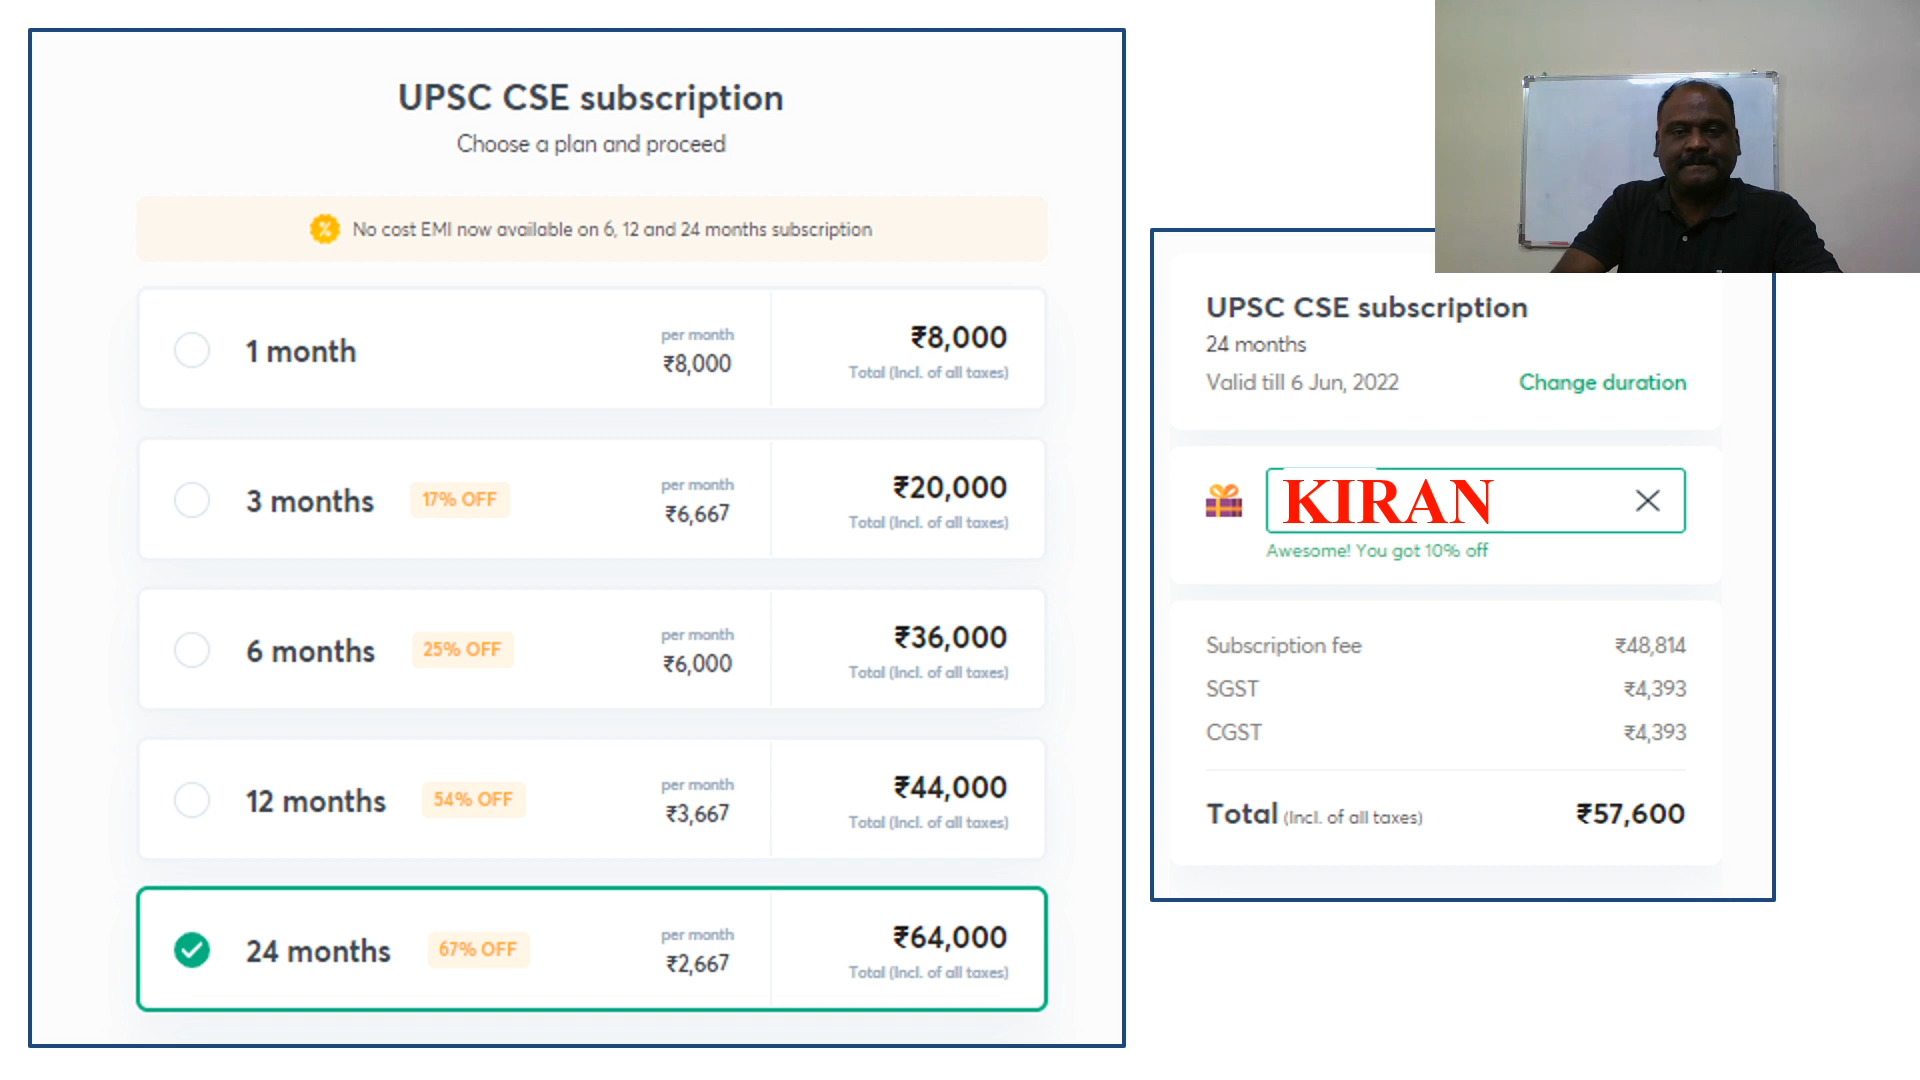 UPSC CSE subscription
Choose a plan and proceed
% No cost EMI now available on 6, 12 and 24 months subscription
1 month
per month
₹8,000
₹8,000
Total (Incl. of all taxes)
3 months 17% OFF
per month
₹6,667
₹20,000
Total (Incl. of all taxes)
6 months 25% OFF
per month
₹6,000
₹36,000
Total (Incl. of all taxes)
12 months 54% OFF
per month
₹3,667
₹44,000
Total (Incl. of all taxes)
24 months 67% OFF
per month
₹2,667
₹64,000
Total (Incl. of all taxes)
UPSC CSE subscription
24 months
Valid till 6 Jun, 2022 Change duration
KIRAN
Awesome! You got 10% off
Subscription fee ₹48,814
SGST ₹4,393
CGST ₹4,393
Total (Incl. of all taxes) ₹57,600